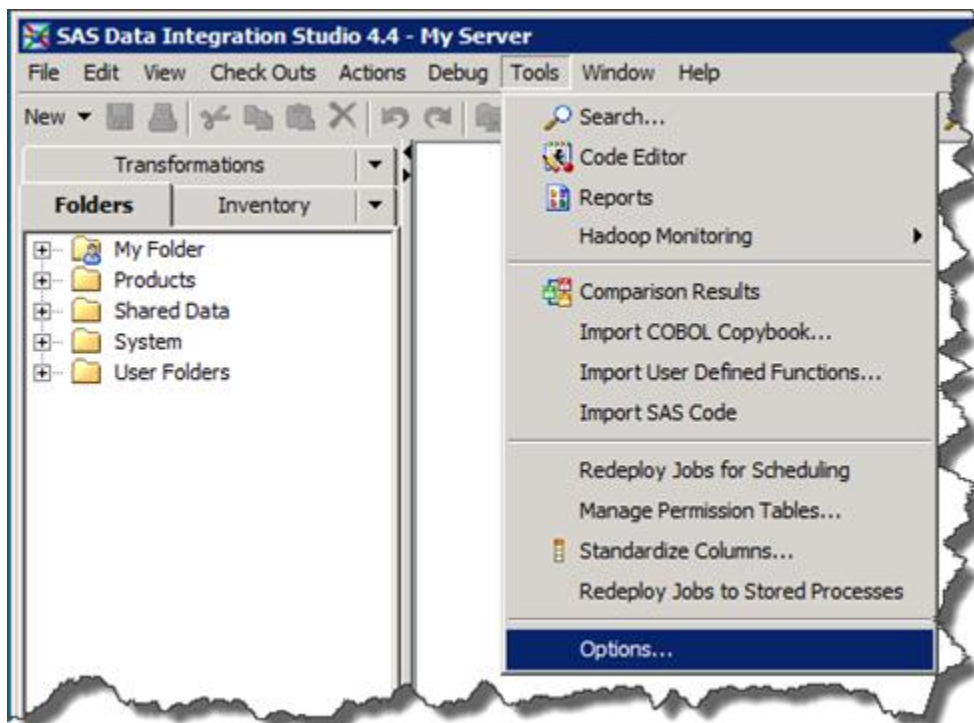 SAS Data Integration Studio 4.4 - My Server
File Edit View Check Outs Actions Debug Tools Window Help
New
Transformations
Folders Inventory
My Folder
Products
Shared Data
System
User Folders
Search...
Code Editor
Reports
Hadoop Monitoring
Comparison Results
Import COBOL Copybook...
Import User Defined Functions...
Import SAS Code
Redeploy Jobs for Scheduling
Manage Permission Tables...
Standardize Columns...
Redeploy Jobs to Stored Processes
Options...